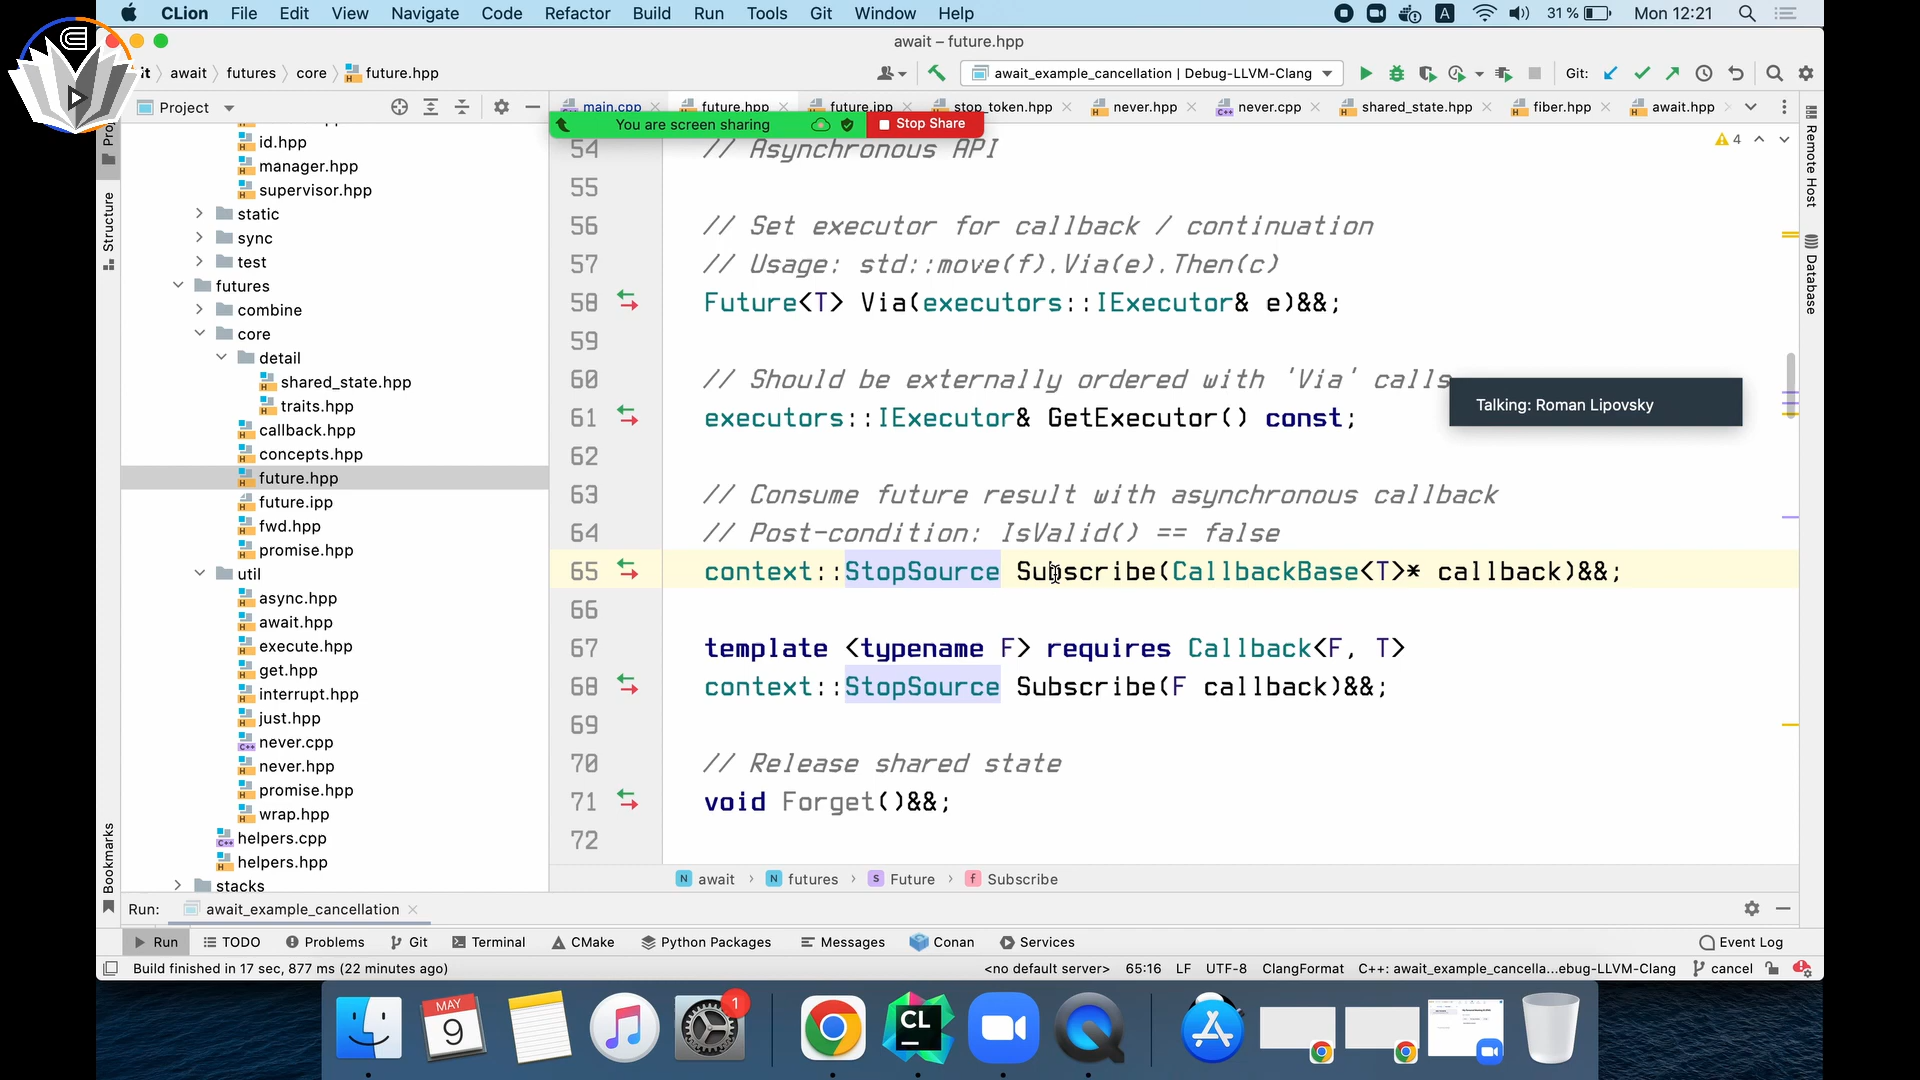 CLion File Edit View Navigate Code Refactor Build Run Tools Git Window Help
A 31 % Mon 12:21
await – future.hpp
await futures core future.hpp
await_example_cancellation | Debug-LLVM-Clang
Git:
Project
main.cpp future.hpp future.ipp stop_token.hpp never.hpp never.cpp shared_state.hpp fiber.hpp await.hpp
You are screen sharing Stop Share
4
id.hpp
manager.hpp
supervisor.hpp
static
sync
test
futures
combine
core
detail
shared_state.hpp
traits.hpp
callback.hpp
concepts.hpp
future.hpp
future.ipp
fwd.hpp
promise.hpp
util
async.hpp
await.hpp
execute.hpp
get.hpp
interrupt.hpp
just.hpp
never.cpp
never.hpp
promise.hpp
wrap.hpp
helpers.cpp
helpers.hpp
stacks
Structure
Bookmarks
54 // Asynchronous API
55
56 // Set executor for callback / continuation
57 // Usage: std::move(f).Via(e).Then(c)
58 Future<T> Via(executors::IExecutor& e)&&;
59
60 // Should be externally ordered with 'Via' calls
61 executors::IExecutor& GetExecutor() const;
62
63 // Consume future result with asynchronous callback
64 // Post-condition: IsValid() == false
65 context::StopSource Subscribe(CallbackBase<T>* callback)&&;
66
67 template <typename F> requires Callback<F, T>
68 context::StopSource Subscribe(F callback)&&;
69
70 // Release shared state
71 void Forget()&&;
72
Talking: Roman Lipovsky
Remote Host
Database
await futures Future Subscribe
Run: await_example_cancellation
Run TODO Problems Git Terminal CMake Python Packages Messages Conan Services Event Log
Build finished in 17 sec, 877 ms (22 minutes ago)
<no default server> 65:16 LF UTF-8 ClangFormat C++: await_example_cancella...ebug-LLVM-Clang cancel
MAY
9
1
CL